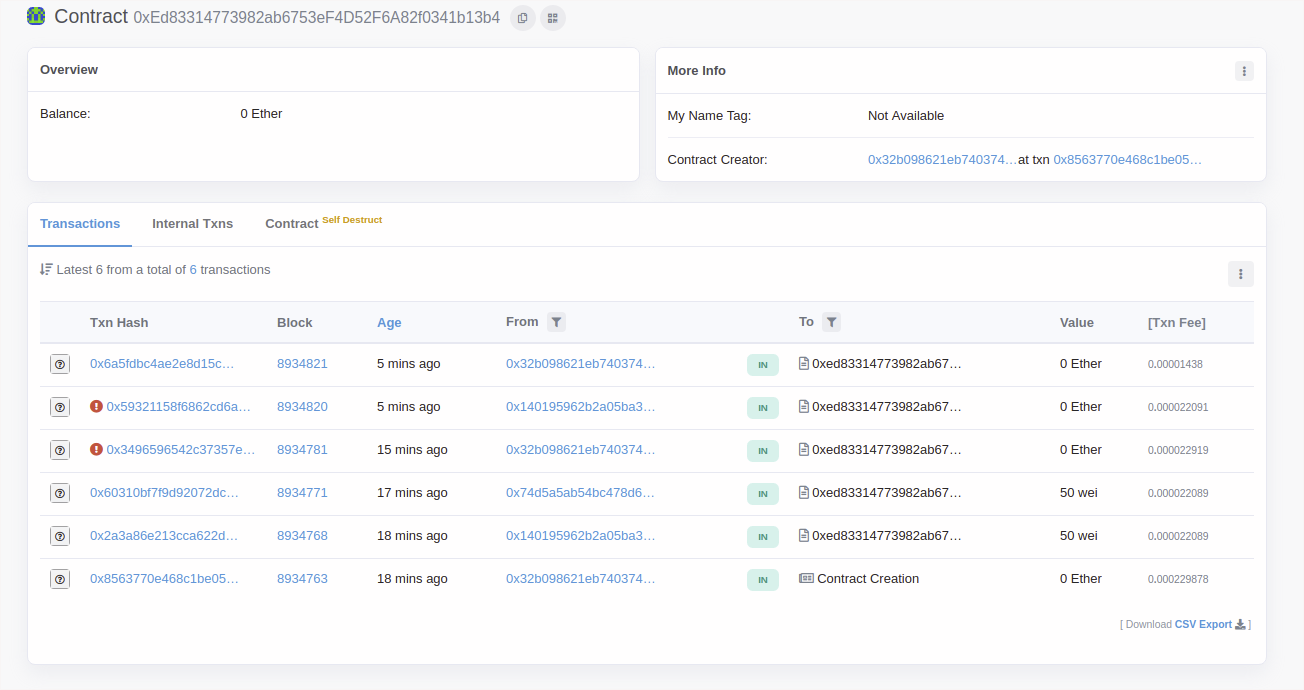 Contract 0xEd83314773982ab6753eF4D52F6A82f0341b13b4
Overview
Balance: 0 Ether
More Info
My Name Tag: Not Available
Contract Creator: 0x32b098621eb740374… at txn 0x8563770e468c1be05…
Transactions Internal Txns Contract Self Destruct
Latest 6 from a total of 6 transactions
Txn Hash Block Age From To Value [Txn Fee]
0x6a5fdbc4ae2e8d15c… 8934821 5 mins ago 0x32b098621eb740374… IN 0xed83314773982ab67… 0 Ether 0.00001438
0x59321158f6862cd6a… 8934820 5 mins ago 0x140195962b2a05ba3… IN 0xed83314773982ab67… 0 Ether 0.000022091
0x3496596542c37357e… 8934781 15 mins ago 0x32b098621eb740374… IN 0xed83314773982ab67… 0 Ether 0.000022919
0x60310bf7f9d92072dc… 8934771 17 mins ago 0x74d5a5ab54bc478d6… IN 0xed83314773982ab67… 50 wei 0.000022089
0x2a3a86e213cca622d… 8934768 18 mins ago 0x140195962b2a05ba3… IN 0xed83314773982ab67… 50 wei 0.000022089
0x8563770e468c1be05… 8934763 18 mins ago 0x32b098621eb740374… IN Contract Creation 0 Ether 0.000229878
[ Download CSV Export ]